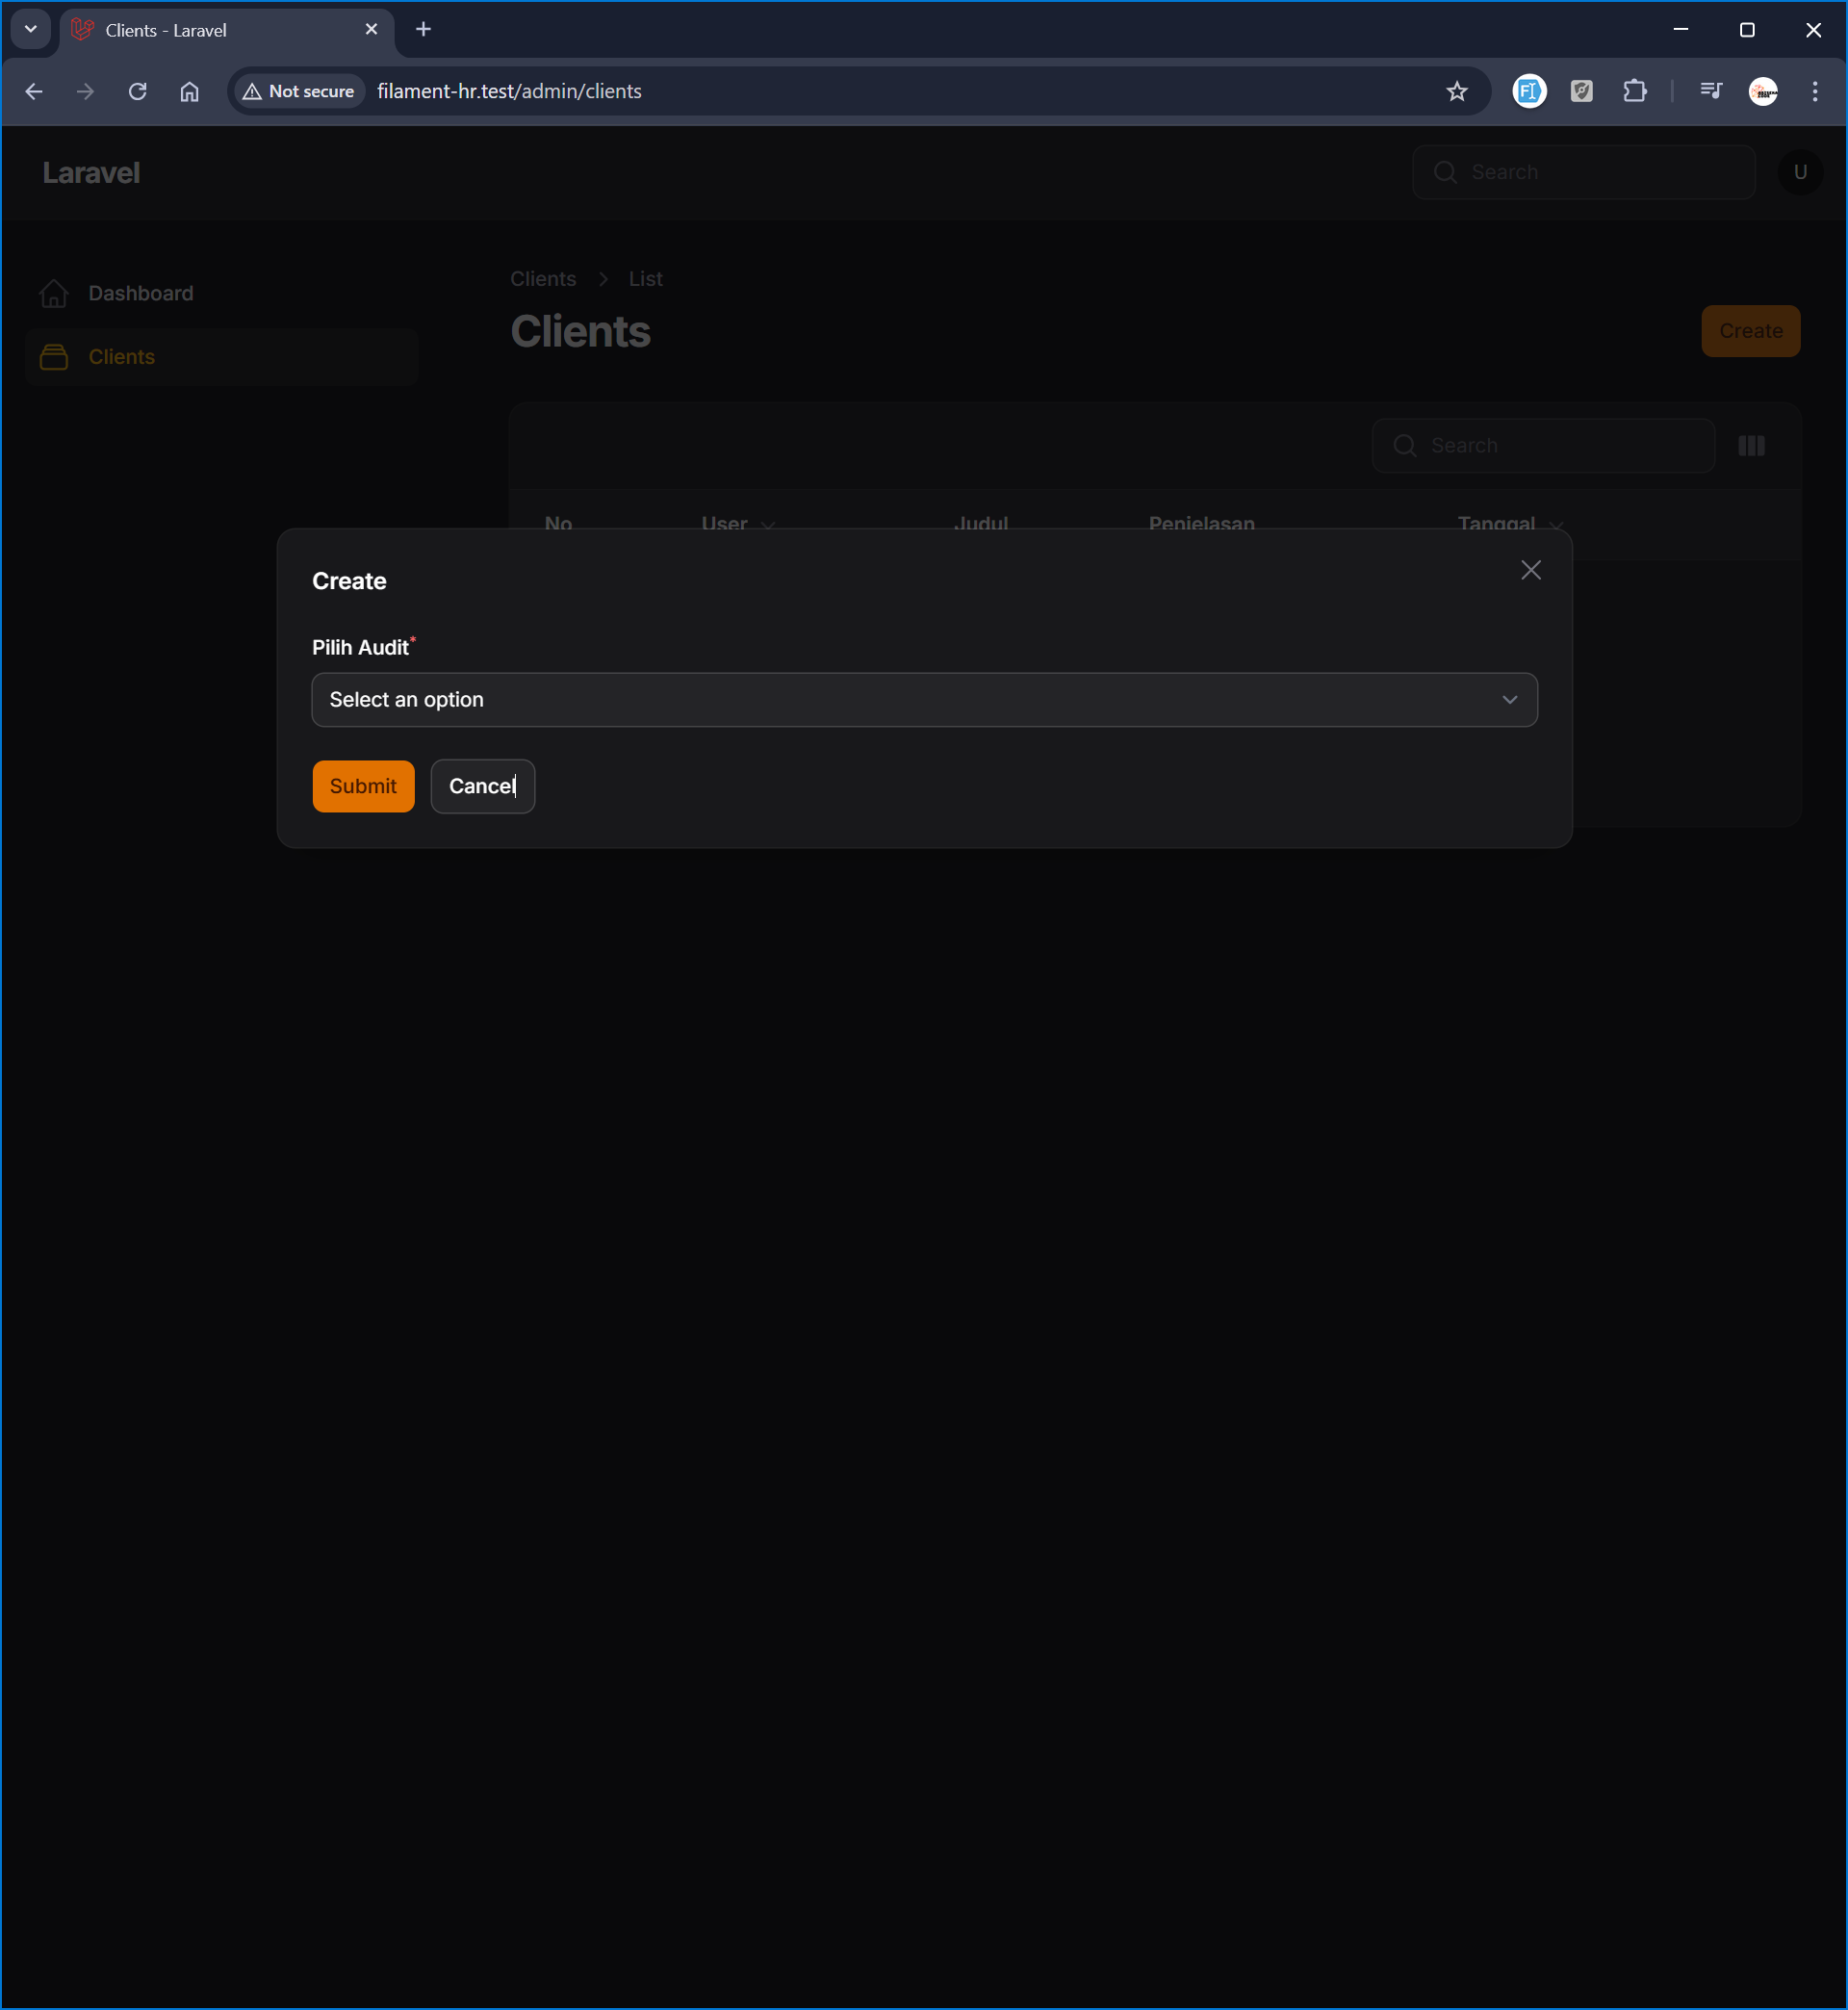 Clients - Laravel
Not secure filament-hr.test/admin/clients
Laravel
Search
U
Dashboard
Clients
Clients List
Clients
Create
Search
No User Judul Penjelasan Tanggal
Create
Pilih Audit*
Select an option
Submit Cancel